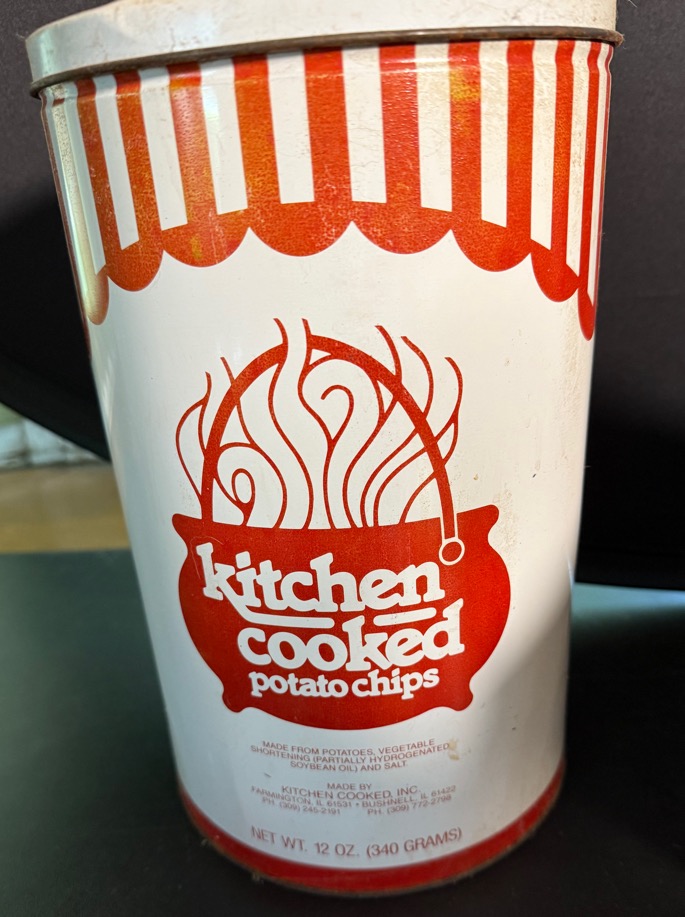 kitchen
cooked
potato chips
MADE FROM POTATOES, VEGETABLE
SHORTENING (PARTIALLY HYDROGENATED
SOYBEAN OIL) AND SALT.
MADE BY
KITCHEN COOKED, INC.
FARMINGTON, IL 61531 • BUSHNELL, IL 61422
PH. (309) 245-2191 PH. (309) 772-2798
NET WT. 12 OZ. (340 GRAMS)